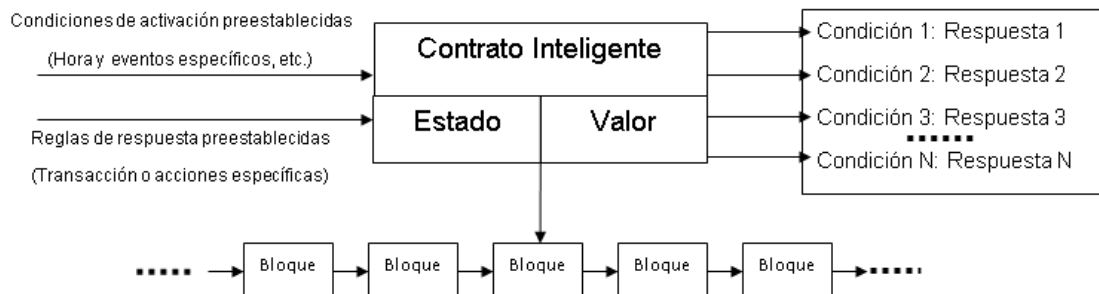 Condiciones de activación preestablecidas
(Hora y eventos específicos, etc.)
Reglas de respuesta preestablecidas
(Transacción o acciones específicas)
Contrato Inteligente
Estado
Valor
Condición 1: Respuesta 1
Condición 2: Respuesta 2
Condición 3: Respuesta 3
Condición N: Respuesta N
Bloque
Bloque
Bloque
Bloque
Bloque